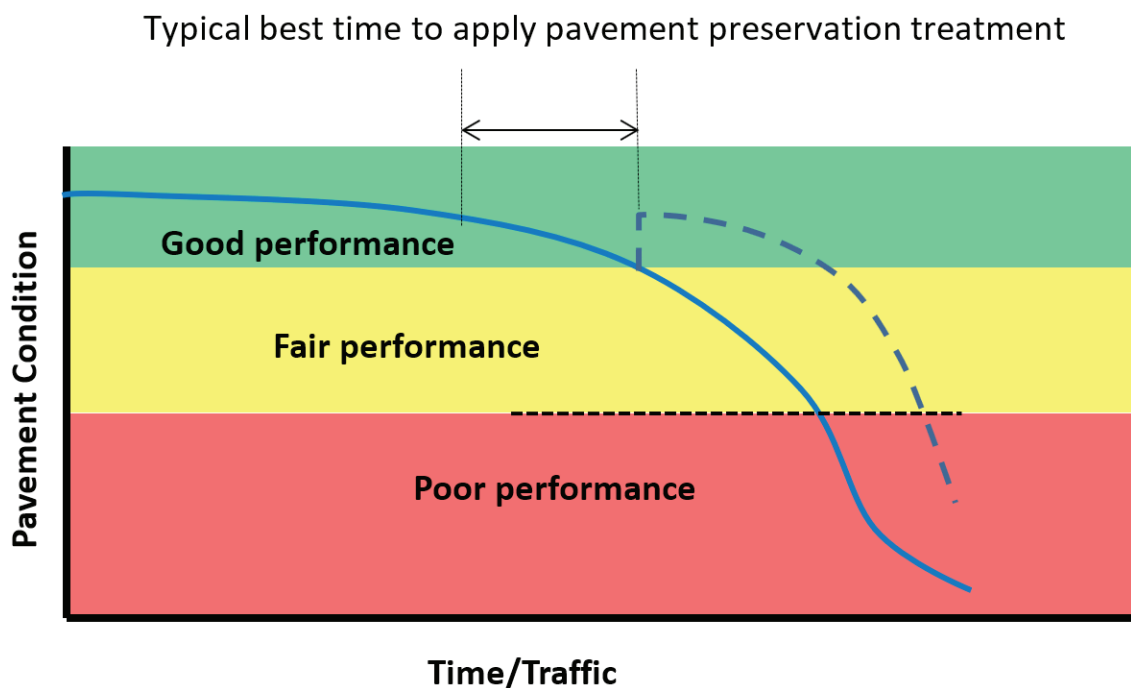 Typical best time to apply pavement preservation treatment
Good performance
Fair performance
Poor performance
Pavement Condition
Time/Traffic